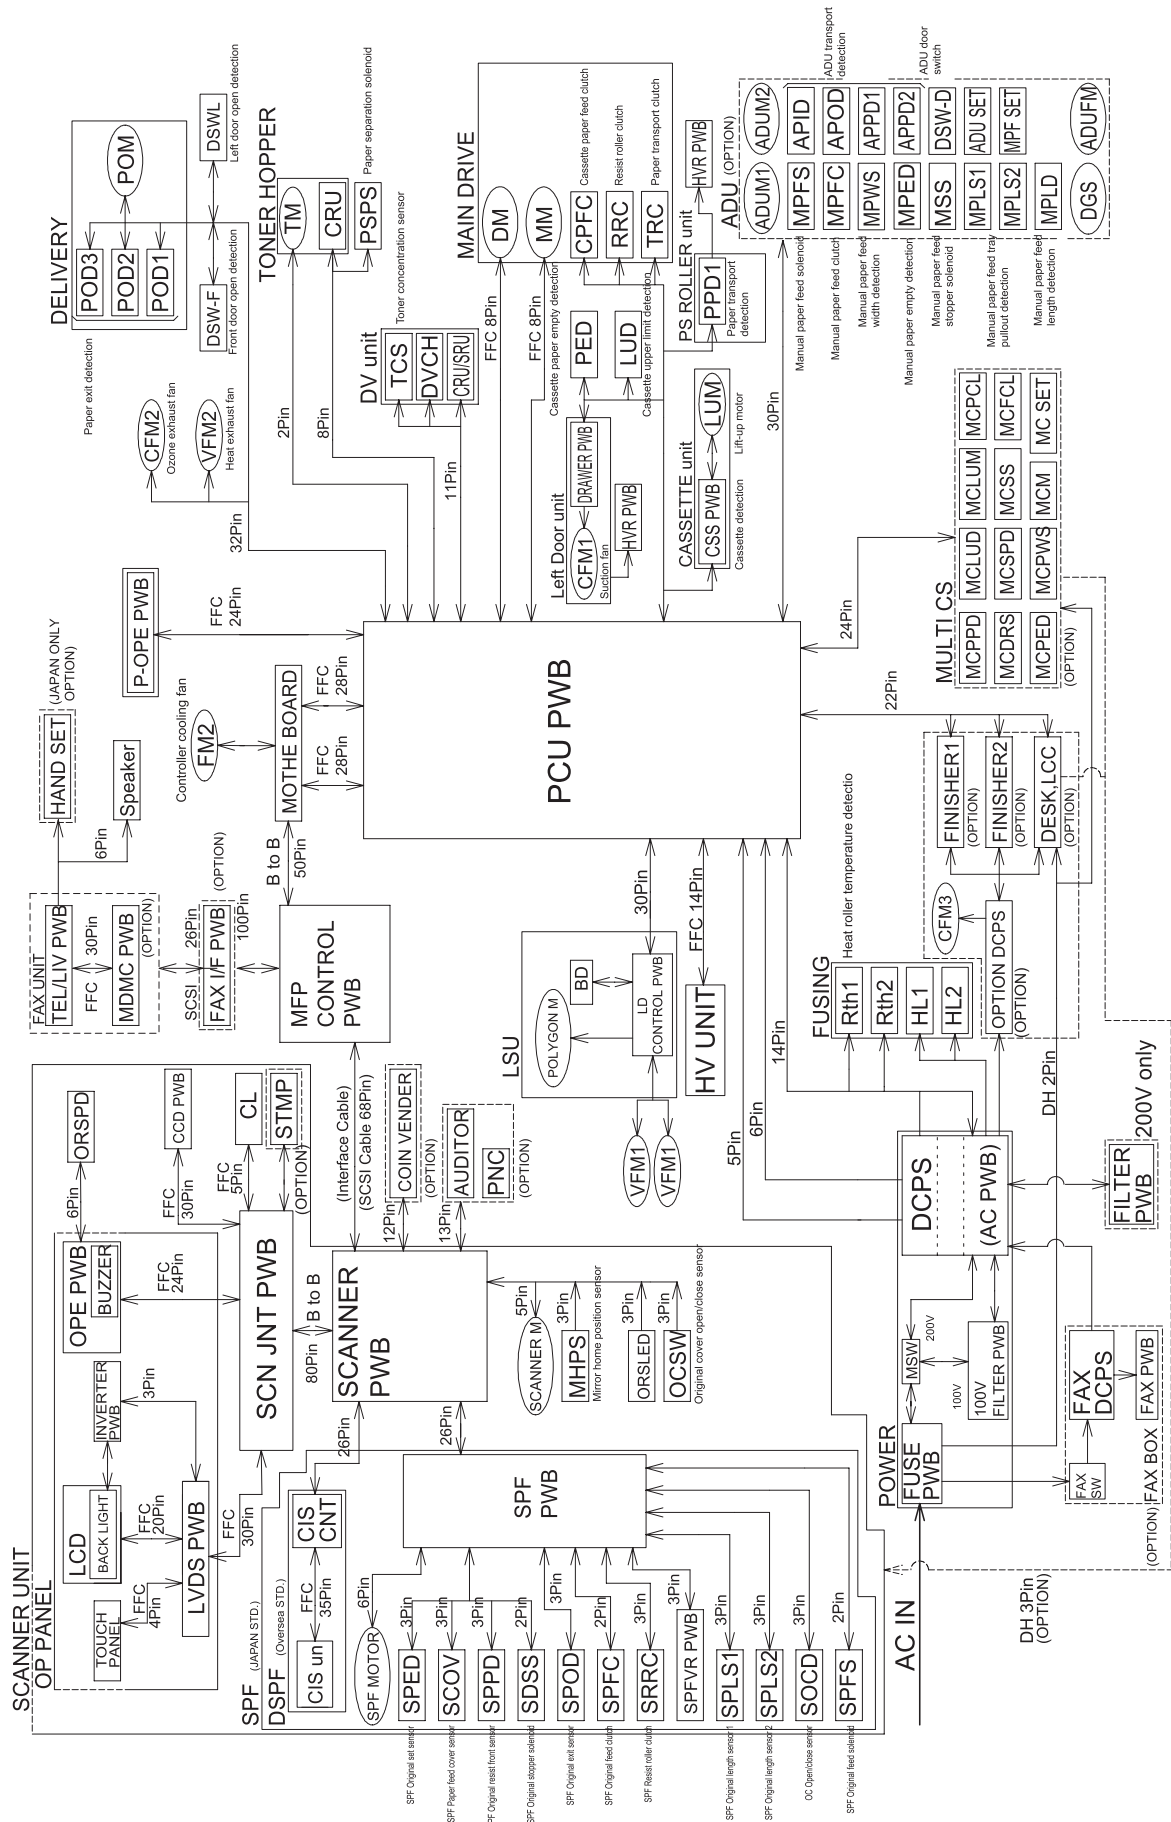 SCANNER UNIT
OP PANEL
TOUCH
PANEL
FFC
4Pin
LCD
BACK LIGHT
FFC
20Pin
LVDS PWB
INVERTER
PWB
3Pin
FFC
30Pin
OPE PWB
BUZZER
FFC
24Pin
6Pin
ORSPD
CCD PWB
FFC
30Pin
FFC
5Pin
CL
STMP
(OPTION)
SCN JNT PWB
80Pin
B to B
SCANNER
PWB
(Interface Cable)
(SCSI Cable 68Pin)
12Pin
COIN VENDER
(OPTION)
13Pin
AUDITOR
PNC
(OPTION)
5Pin
SCANNER M
3Pin
MHPS
Mirror home position sensor
3Pin
ORSLED
3Pin
OCSW
Original cover open/close sensor
26Pin
26Pin
SPF
(JAPAN STD.)
DSPF
(Oversea STD.)
CIS un
FFC
35Pin
CIS
CNT
SPF
PWB
6Pin
SPF MOTOR
3Pin
SPED
SPF Original set sensor
3Pin
SCOV
SPF Paper feed cover sensor
3Pin
SPPD
SPF Original resist front sensor
2Pin
SDSS
SPF Original stopper solenoid
3Pin
SPOD
SPF Original exit sensor
2Pin
SPFC
SPF Original feed clutch
3Pin
SRRC
SPF Resist roller clutch
3Pin
SPFVR PWB
3Pin
SPLS1
SPF Original length sensor 1
3Pin
SPLS2
SPF Original length sensor 2
3Pin
SOCD
OC Open/close sensor
2Pin
SPFS
SPF Original feed solenoid
FAX UNIT
TEL/LIV PWB
FFC
30Pin
MDMC PWB
(OPTION)
6Pin
HAND SET
(JAPAN ONLY
OPTION)
Speaker
SCSI
26Pin
FAX I/F PWB
(OPTION)
100Pin
MFP
CONTROL
PWB
B to B
50Pin
MOTHE BOARD
Controller cooling fan
FM2
FFC
28Pin
FFC
28Pin
P-OPE PWB
FFC
24Pin
PCU PWB
LSU
POLYGON M
BD
LD
CONTROL PWB
VFM1
VFM1
30Pin
HV UNIT
FFC 14Pin
5Pin
6Pin
14Pin
FUSING
Heat roller temperature detectio
Rth1
Rth2
HL1
HL2
DELIVERY
POD3
POD2
POD1
POM
Paper exit detection
DSW-F
Front door open detection
DSWL
Left door open detection
CFM2
Ozone exhaust fan
VFM2
Heat exhaust fan
32Pin
TONER HOPPER
TM
CRU
PSPS
Paper separation solenoid
2Pin
8Pin
DV unit
TCS
Toner concentration sensor
DVCH
CRU/SRU
11Pin
MAIN DRIVE
DM
MM
CPFC
Cassette paper feed clutch
RRC
Resist roller clutch
TRC
Paper transport clutch
FFC 8Pin
FFC 8Pin
Cassette paper empty detection
PED
LUD
Cassette upper limit detection
Left Door unit
DRAWER PWB
CFM1
Suction fan
HVR PWB
PS ROLLER unit
PPD1
Paper transport
detection
HVR PWB
CASSETTE unit
CSS PWB
Cassette detection
LUM
Lift-up motor
ADU (OPTION)
30Pin
ADUM1
ADUM2
Manual paper feed solenoid
MPFS
APID
Manual paper feed clutch
MPFC
APOD
ADU transport
detection
Manual paper feed
width detection
MPWS
APPD1
Manual paper empty detection
MPED
APPD2
Manual paper feed
stopper solenoid
MSS
DSW-D
ADU door
switch
Manual paper feed tray
pullout detection
MPLS1
ADU SET
MPLS2
MPF SET
Manual paper feed
length detection
MPLD
DGS
ADUFM
24Pin
MULTI CS
MCPPD
MCLUD
MCLUM
MCPCL
MCDRS
MCSPD
MCSS
MCFCL
MCPED
MCPWS
MCM
MC SET
(OPTION)
22Pin
FINISHER1
(OPTION)
FINISHER2
(OPTION)
DESK,LCC
(OPTION)
CFM3
OPTION DCPS
(OPTION)
DH 2Pin
DCPS
(AC PWB)
FILTER
PWB
200V only
POWER
FUSE
PWB
MSW
200V
100V
100V
FILTER PWB
FAX
SW
FAX
DCPS
FAX PWB
FAX BOX
(OPTION)
AC IN
DH 3Pin
(OPTION)